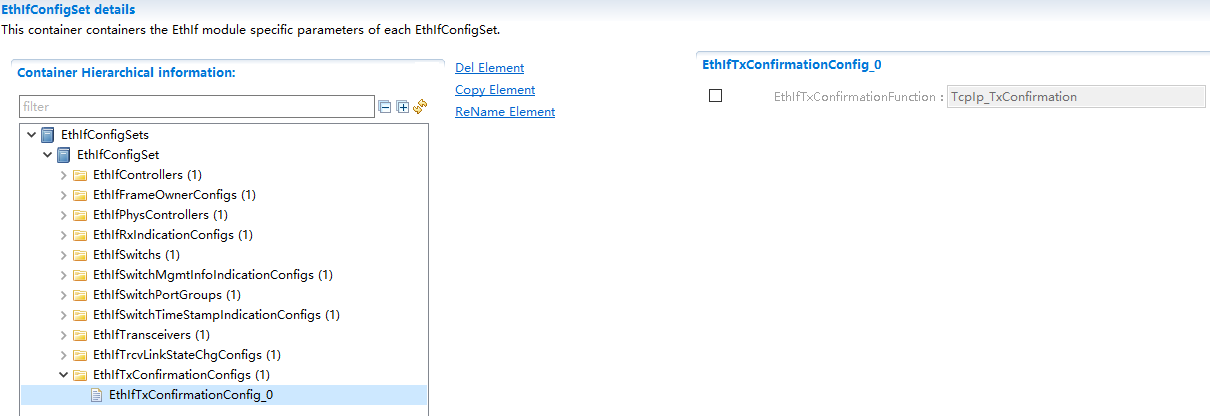 EthIfConfigSet details
This container containers the EthIf module specific parameters of each EthIfConfigSet.
Container Hierarchical information:
filter
EthIfConfigSets
EthIfConfigSet
EthIfControllers (1)
EthIfFrameOwnerConfigs (1)
EthIfPhysControllers (1)
EthIfRxIndicationConfigs (1)
EthIfSwitchs (1)
EthIfSwitchMgmtInfoIndicationConfigs (1)
EthIfSwitchPortGroups (1)
EthIfSwitchTimeStampIndicationConfigs (1)
EthIfTransceivers (1)
EthIfTrcvLinkStateChgConfigs (1)
EthIfTxConfirmationConfigs (1)
EthIfTxConfirmationConfig_0
Del Element
Copy Element
ReName Element
EthIfTxConfirmationConfig_0
EthIfTxConfirmationFunction : TcpIp_TxConfirmation